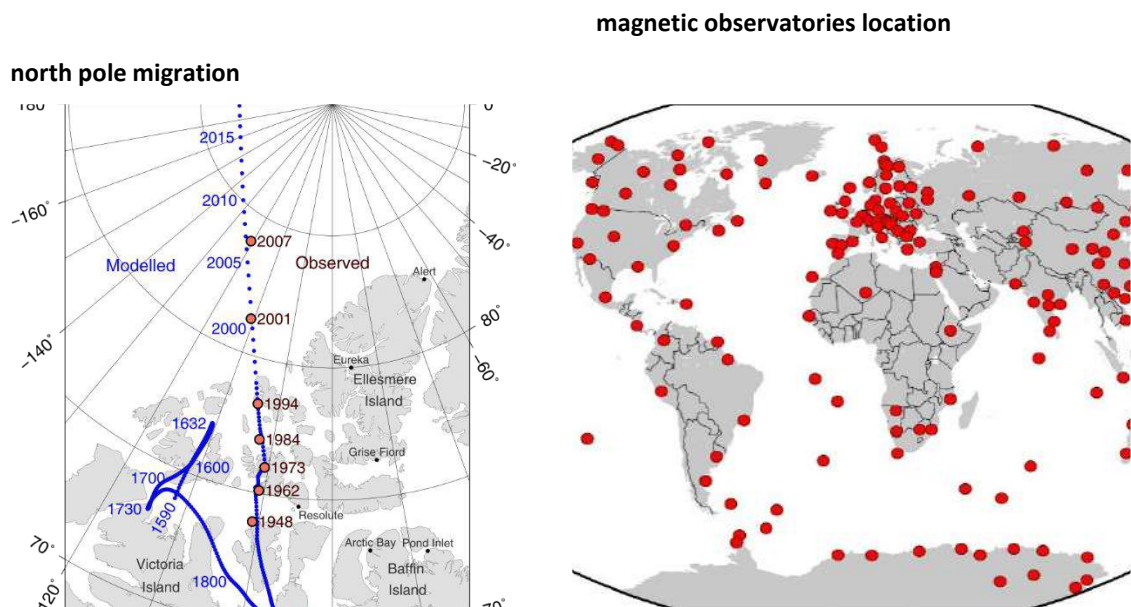 magnetic observatories location
north pole migration
180°
0
2015
−20°
−160°
2010
2007
−40°
Modelled
2005
Observed
Alert
2001
2000
80°
−140°
Eureka
−60°
Ellesmere
Island
1994
1632
1984
Grise Fiord
1600
1973
1700
1962
1730
1590
Resolute
1948
70°
Arctic Bay
Pond Inlet
Victoria
Island
1800
Baffin
Island
120°
70°